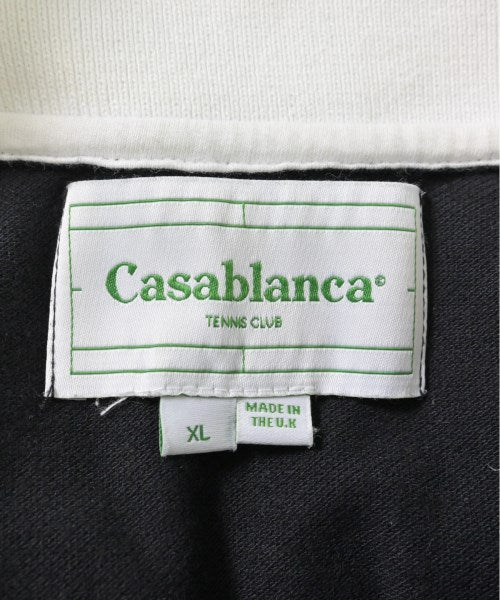 Casablanca©
TENNIS CLUB
XL
MADE IN
THE U.K